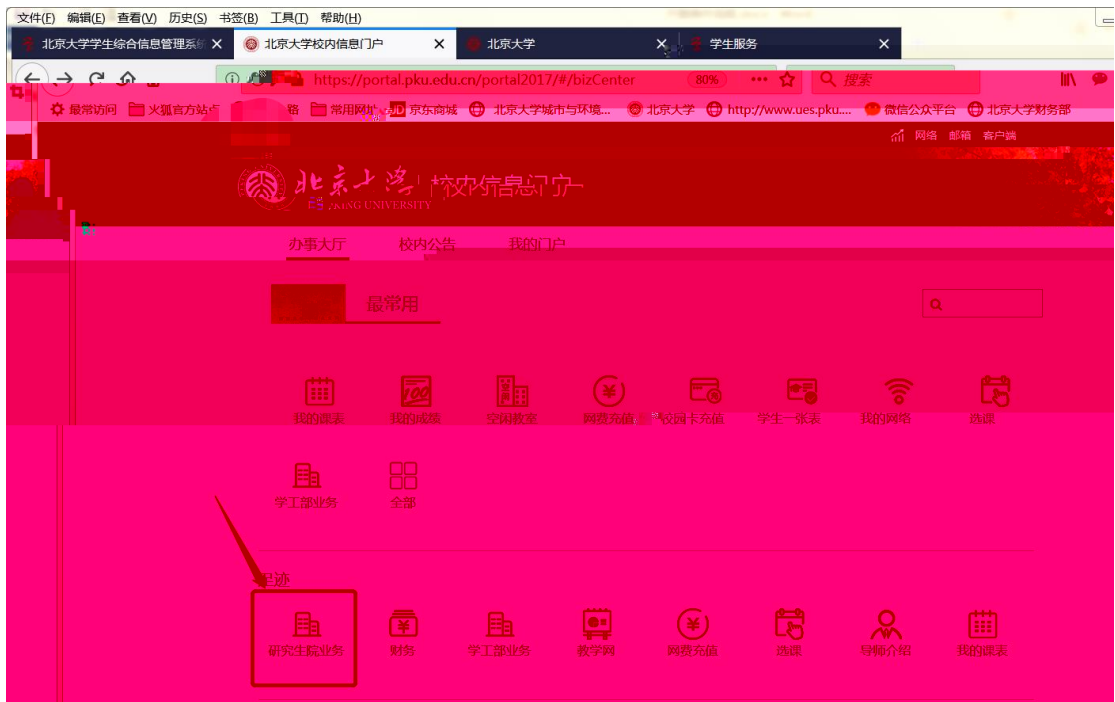 文件(F) 编辑(E) 查看(V) 历史(S) 书签(B) 工具(T) 帮助(H)
北京大学学生综合信息管理系统 北京大学校内信息门户 北京大学 学生服务
https://portal.pku.edu.cn/portal2017/#/bizCenter 80% 搜索
最常访问 火狐官方站点 常用网址 JD 京东商城 北京大学城市与环境... 北京大学 http://www.ues.pku.... 微信公众平台 北京大学财务部
网络 邮箱 客户端
北京大学 校内信息门户
PEKING UNIVERSITY
办事大厅 校内公告 我的门户
最常用
我的课表 我的成绩 空闲教室 网费充值 校园卡充值 学生一张表 我的网络 选课
学工部业务 全部
足迹
研究生院业务 财务 学工部业务 教学网 网费充值 选课 导师介绍 我的课表